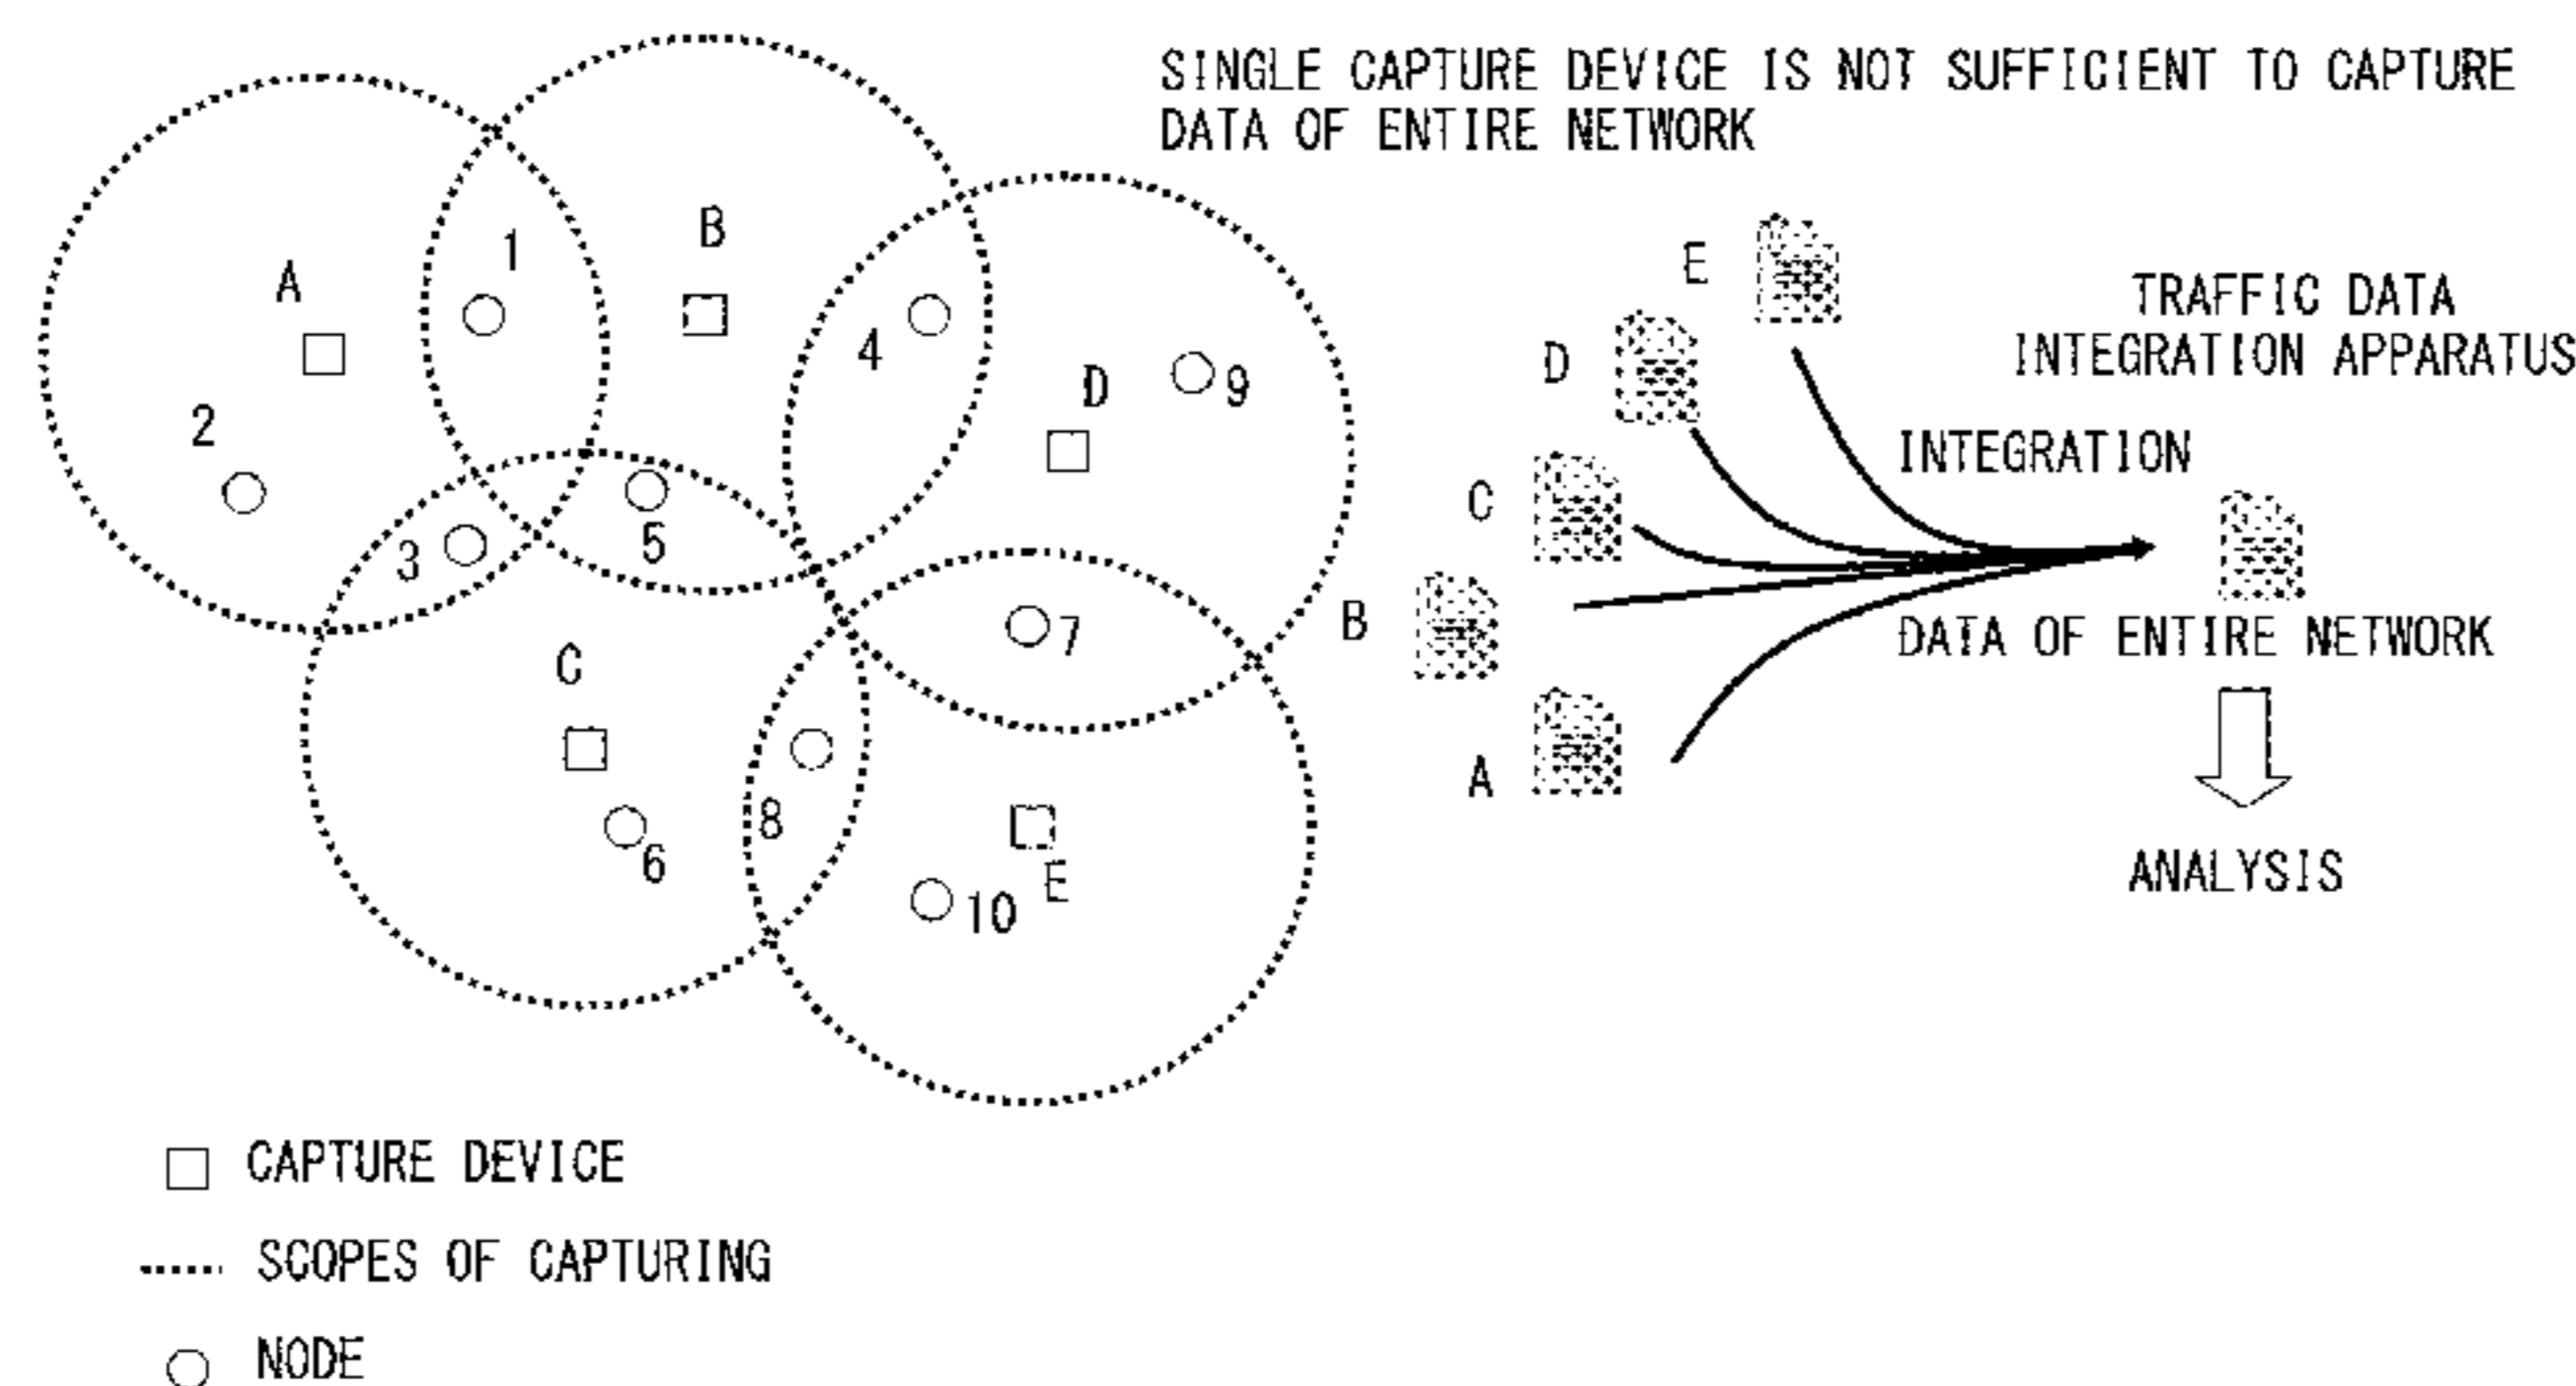 SINGLE CAPTURE DEVICE IS NOT SUFFICIENT TO CAPTURE
DATA OF ENTIRE NETWORK
A
1
B
2
3
4
5
D
9
7
C
6
8
10
E
E
D
C
B
A
TRAFFIC DATA
INTEGRATION APPARATUS
INTEGRATION
DATA OF ENTIRE NETWORK
ANALYSIS
CAPTURE DEVICE
SCOPES OF CAPTURING
NODE